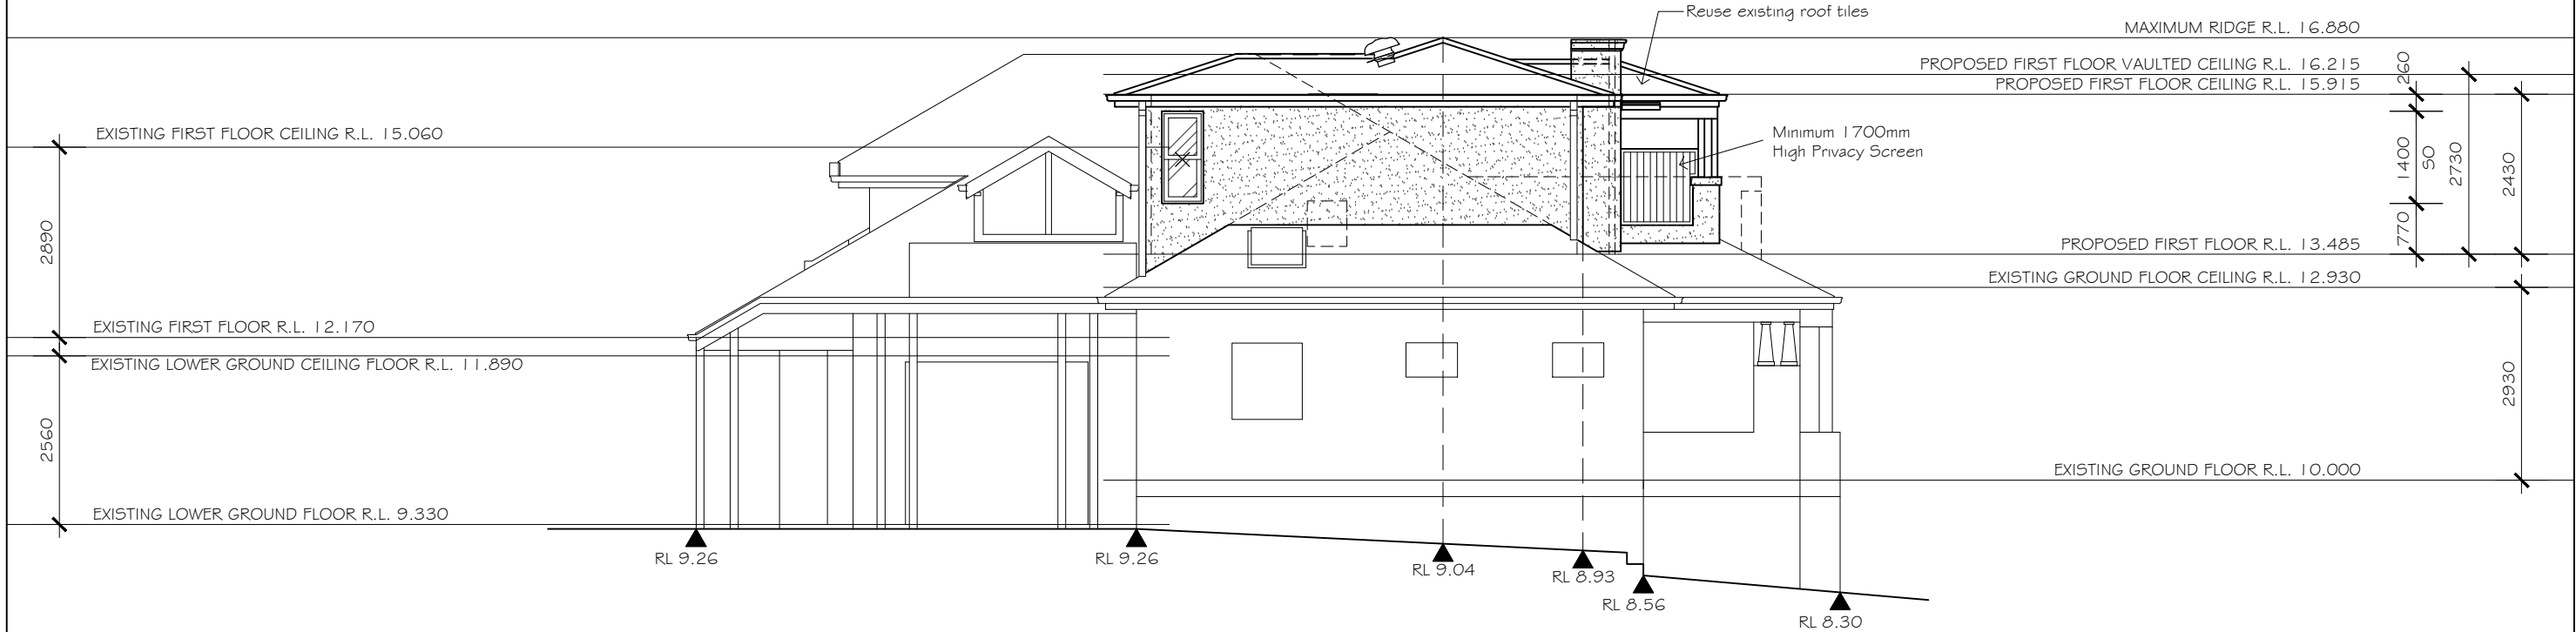 Reuse existing roof tiles
MAXIMUM RIDGE R.L. 16.880
PROPOSED FIRST FLOOR VAULTED CEILING R.L. 16.215
PROPOSED FIRST FLOOR CEILING R.L. 15.915
260
EXISTING FIRST FLOOR CEILING R.L. 15.060
Minimum 1700mm
High Privacy Screen
1400
50
2730
2430
2890
770
PROPOSED FIRST FLOOR R.L. 13.485
EXISTING GROUND FLOOR CEILING R.L. 12.930
EXISTING FIRST FLOOR R.L. 12.170
EXISTING LOWER GROUND CEILING FLOOR R.L. 11.890
2930
2560
EXISTING GROUND FLOOR R.L. 10.000
EXISTING LOWER GROUND FLOOR R.L. 9.330
RL 9.26
RL 9.26
RL 9.04
RL 8.93
RL 8.56
RL 8.30